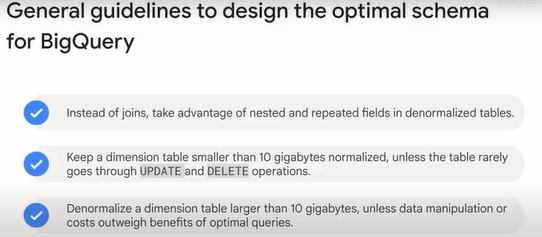 General guidelines to design the optimal schema
for BigQuery
Instead of joins, take advantage of nested and repeated fields in denormalized tables.
Keep a dimension table smaller than 10 gigabytes normalized, unless the table rarely
goes through UPDATE and DELETE operations.
Denormalize a dimension table larger than 10 gigabytes, unless data manipulation or
costs outweigh benefits of optimal queries.